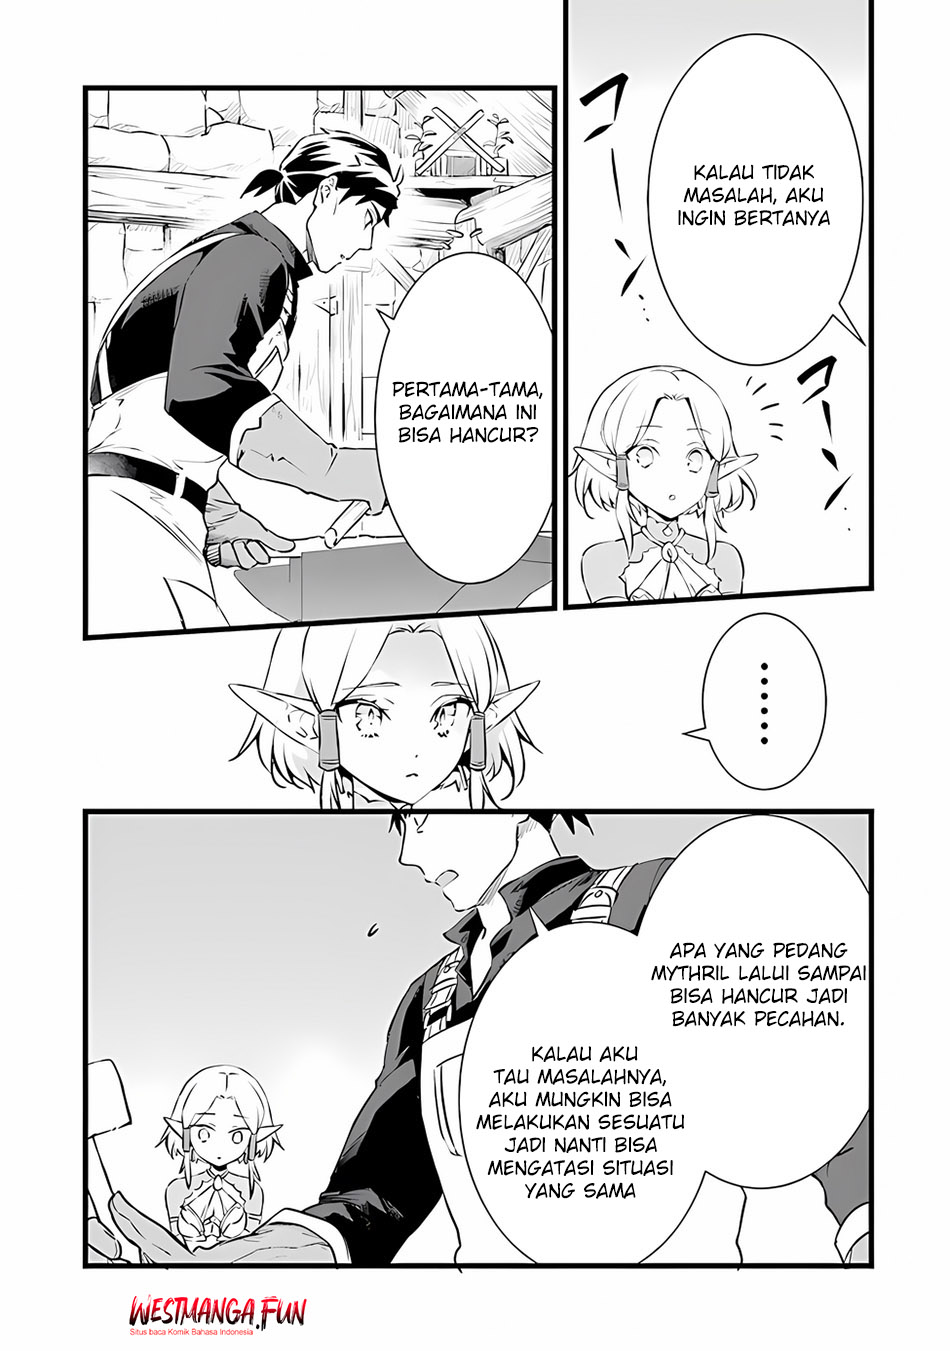 KALAU TIDAK
MASALAH, AKU
INGIN BERTANYA
PERTAMA-TAMA,
BAGAIMANA INI
BISA HANCUR?
APA YANG PEDANG
MYTHRIL LALUI SAMPAI
BISA HANCUR JADI
BANYAK PECAHAN.
KALAU AKU
TAU MASALAHNYA,
AKU MUNGKIN BISA
MELAKUKAN SESUATU
JADI NANTI BISA
MENGATASI SITUASI
YANG SAMA
WESTMANGA.FUN
Situs baca Komik Bahasa Indonesia